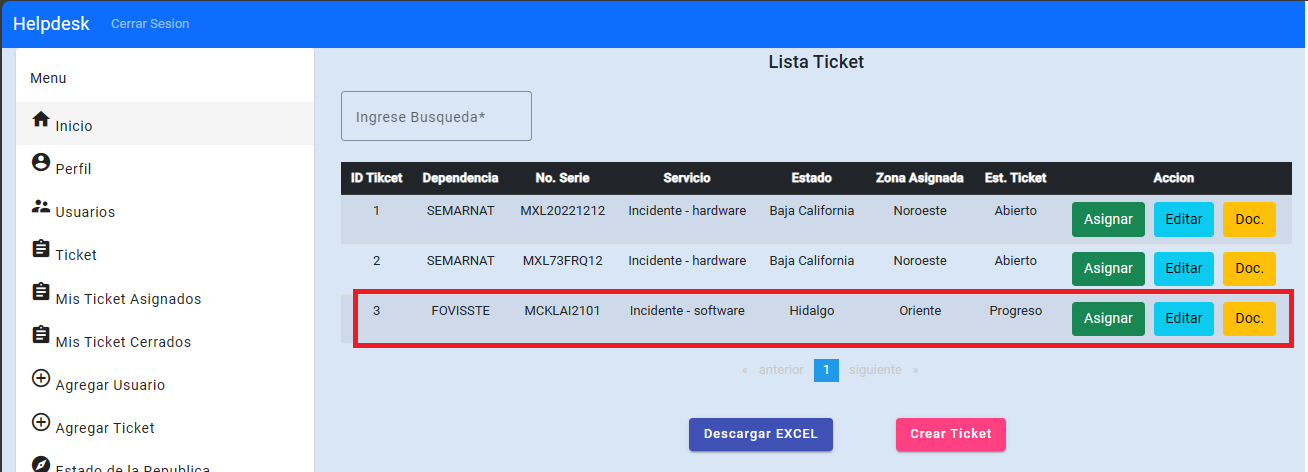 Helpdesk Cerrar Sesion
Menu
Inicio
Perfil
Usuarios
Ticket
Mis Ticket Asignados
Mis Ticket Cerrados
Agregar Usuario
Agregar Ticket
Estado de la Republica
Lista Ticket
Ingrese Busqueda*
ID Tikcet Dependencia No. Serie Servicio Estado Zona Asignada Est. Ticket Accion
1 SEMARNAT MXL20221212 Incidente - hardware Baja California Noroeste Abierto Asignar Editar Doc.
2 SEMARNAT MXL73FRQ12 Incidente - hardware Baja California Noroeste Abierto Asignar Editar Doc.
3 FOVISSTE MCKLAI2101 Incidente - software Hidalgo Oriente Progreso Asignar Editar Doc.
« anterior 1 siguiente »
Descargar EXCEL Crear Ticket